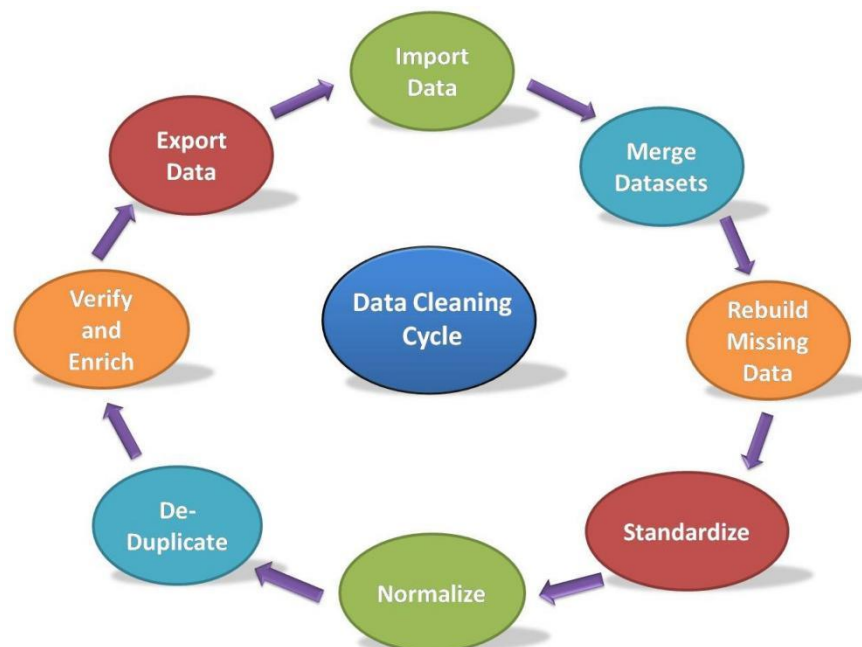 Import
Data
Merge
Datasets
Rebuild
Missing
Data
Standardize
Normalize
De-
Duplicate
Verify
and
Enrich
Export
Data
Data Cleaning
Cycle